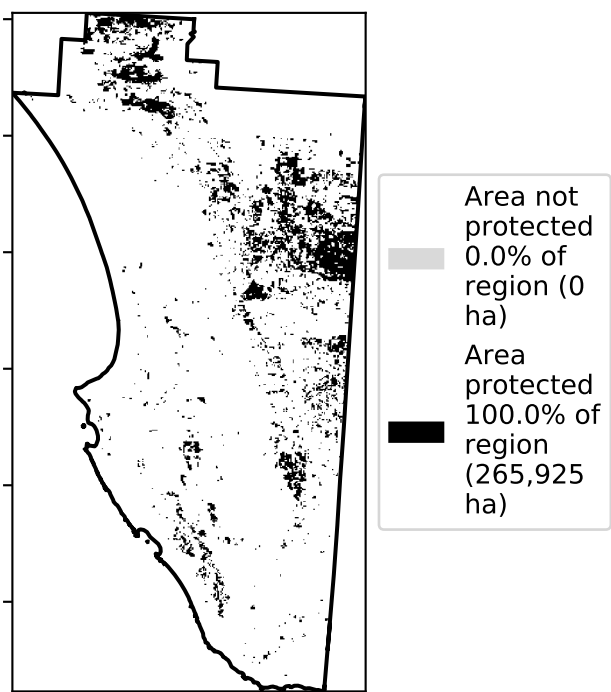 Area not
protected
0.0% of
region (0
ha)
Area
protected
100.0% of
region
(265,925
ha)